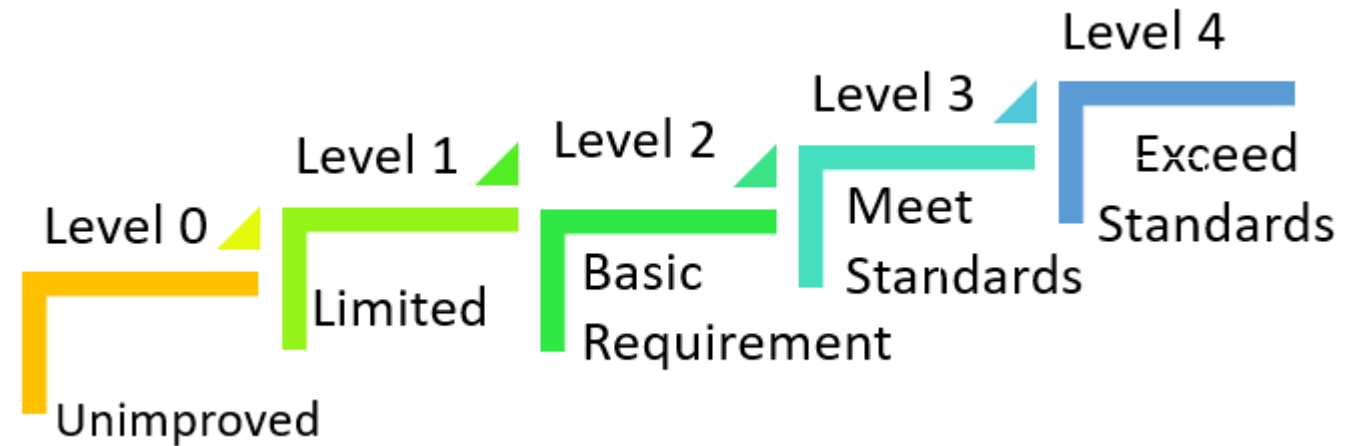 Level 0
Unimproved
Level 1
Limited
Level 2
Basic
Requirement
Level 3
Meet
Standards
Level 4
Exceed
Standards